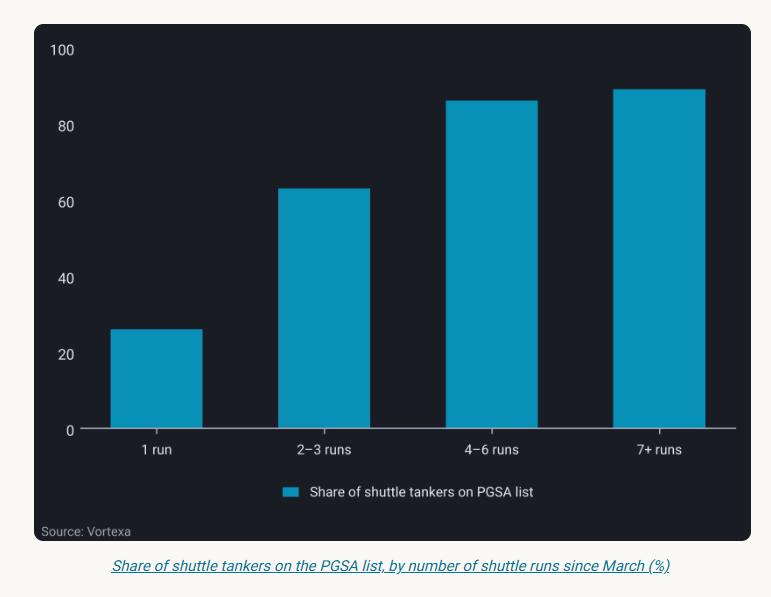 100
80
60
40
20
0
1 run 2–3 runs 4–6 runs 7+ runs
Share of shuttle tankers on PGSA list
Source: Vortexa
Share of shuttle tankers on the PGSA list, by number of shuttle runs since March (%)